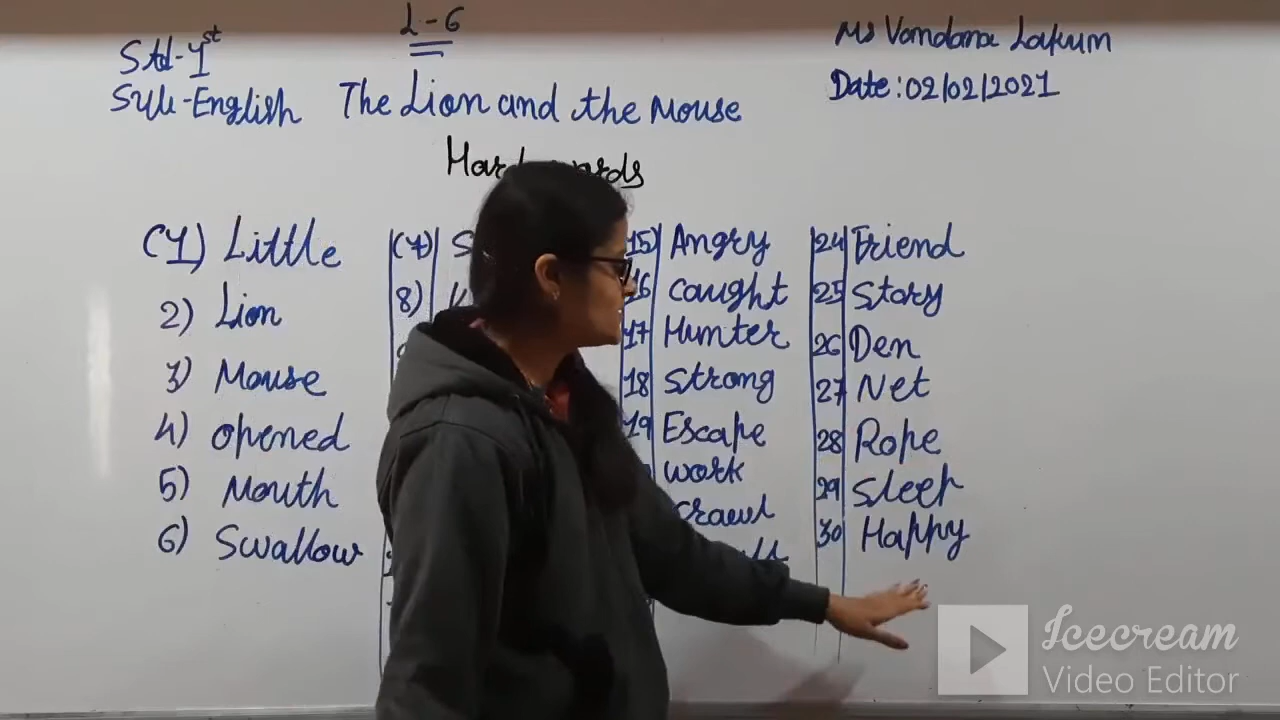 L-6
Std-1st
Ms Vandana Lakum
Sub-English
The Lion and the Mouse
Date:02/02/2021
(1) Little
2) Lion
3) Mouse
4) opened
5) Mouth
6) Swallow
(7)
8)
15) Angry
16 caught
17 Hunter
18 Strong
19 Escape
work
crawl
24 Friend
25 Story
26 Den
27 Net
28 Rope
29 Sleep
30 Happy
Icecream
Video Editor